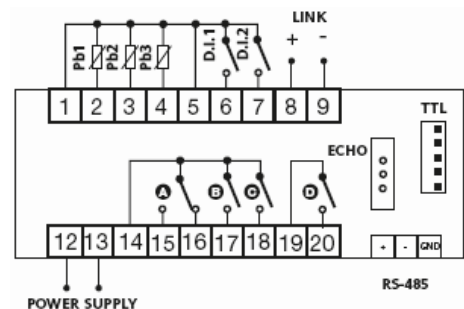 LINK
Pb1 Pb2 Pb3 D.I.1 D.I.2 + -
1 2 3 4 5 6 7 8 9
TTL
ECHO
A B C D
12 13 14 15 16 17 18 19 20
+ - GND
RS-485
POWER SUPPLY